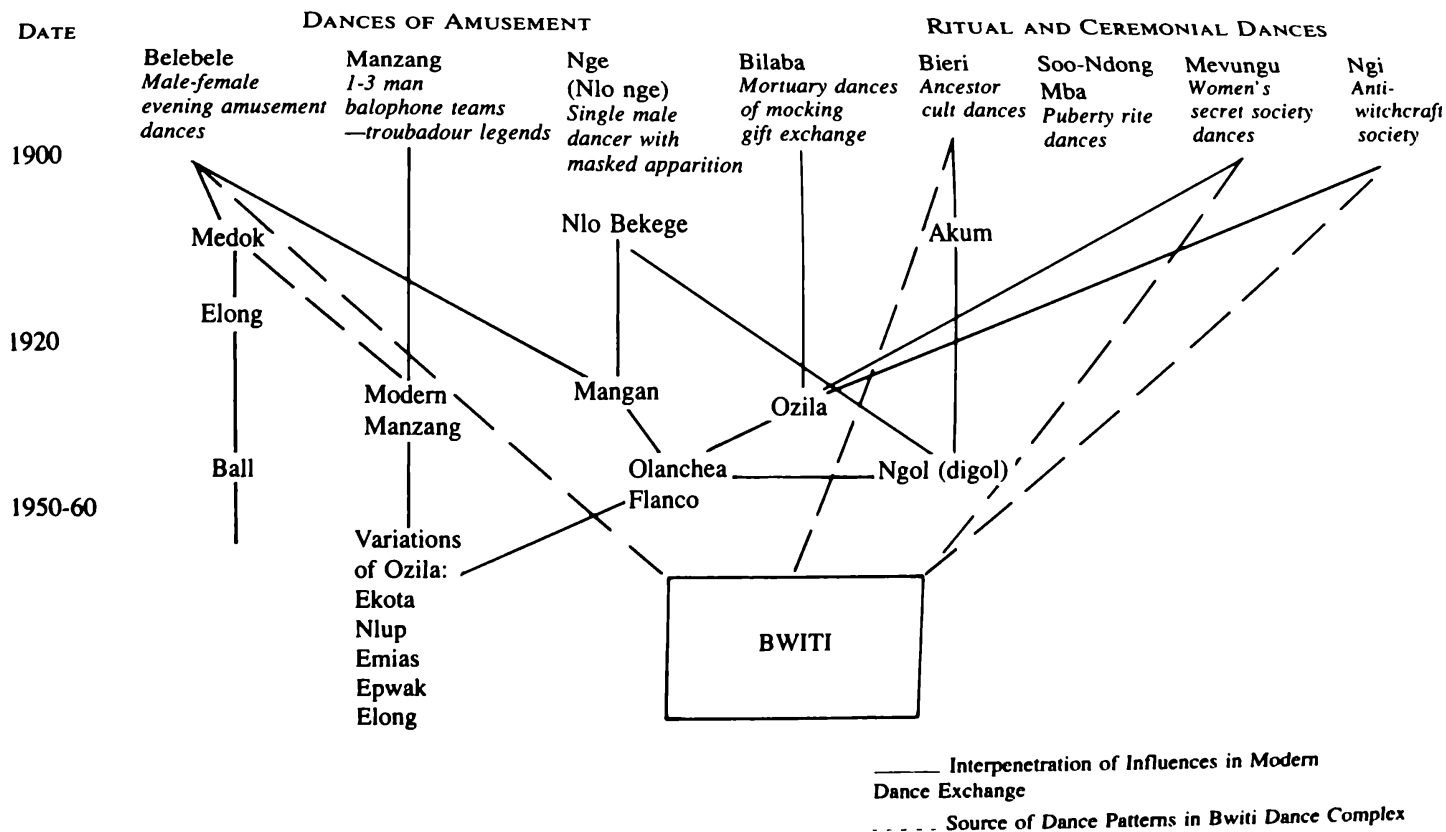 DATE
DANCES OF AMUSEMENT
RITUAL AND CEREMONIAL DANCES
Belebele
Male-female
evening amusement
dances
Manzang
1-3 man
balophone teams
—troubadour legends
Nge
(Nlo nge)
Single male
dancer with
masked apparition
Bilaba
Mortuary dances
of mocking
gift exchange
Bieri
Ancestor
cult dances
Soo-Ndong
Mba
Puberty rite
dances
Mevungu
Women's
secret society
dances
Ngi
Anti-
witchcraft
society
1900
Medok
Nlo Bekege
Akum
Elong
1920
Modern
Manzang
Mangan
Ozila
Ball
Olanchea
Flanco
Ngol (digol)
1950-60
Variations
of Ozila:
Ekota
Nlup
Emias
Epwak
Elong
BWITI
Interpenetration of Influences in Modern
Dance Exchange
Source of Dance Patterns in Bwiti Dance Complex